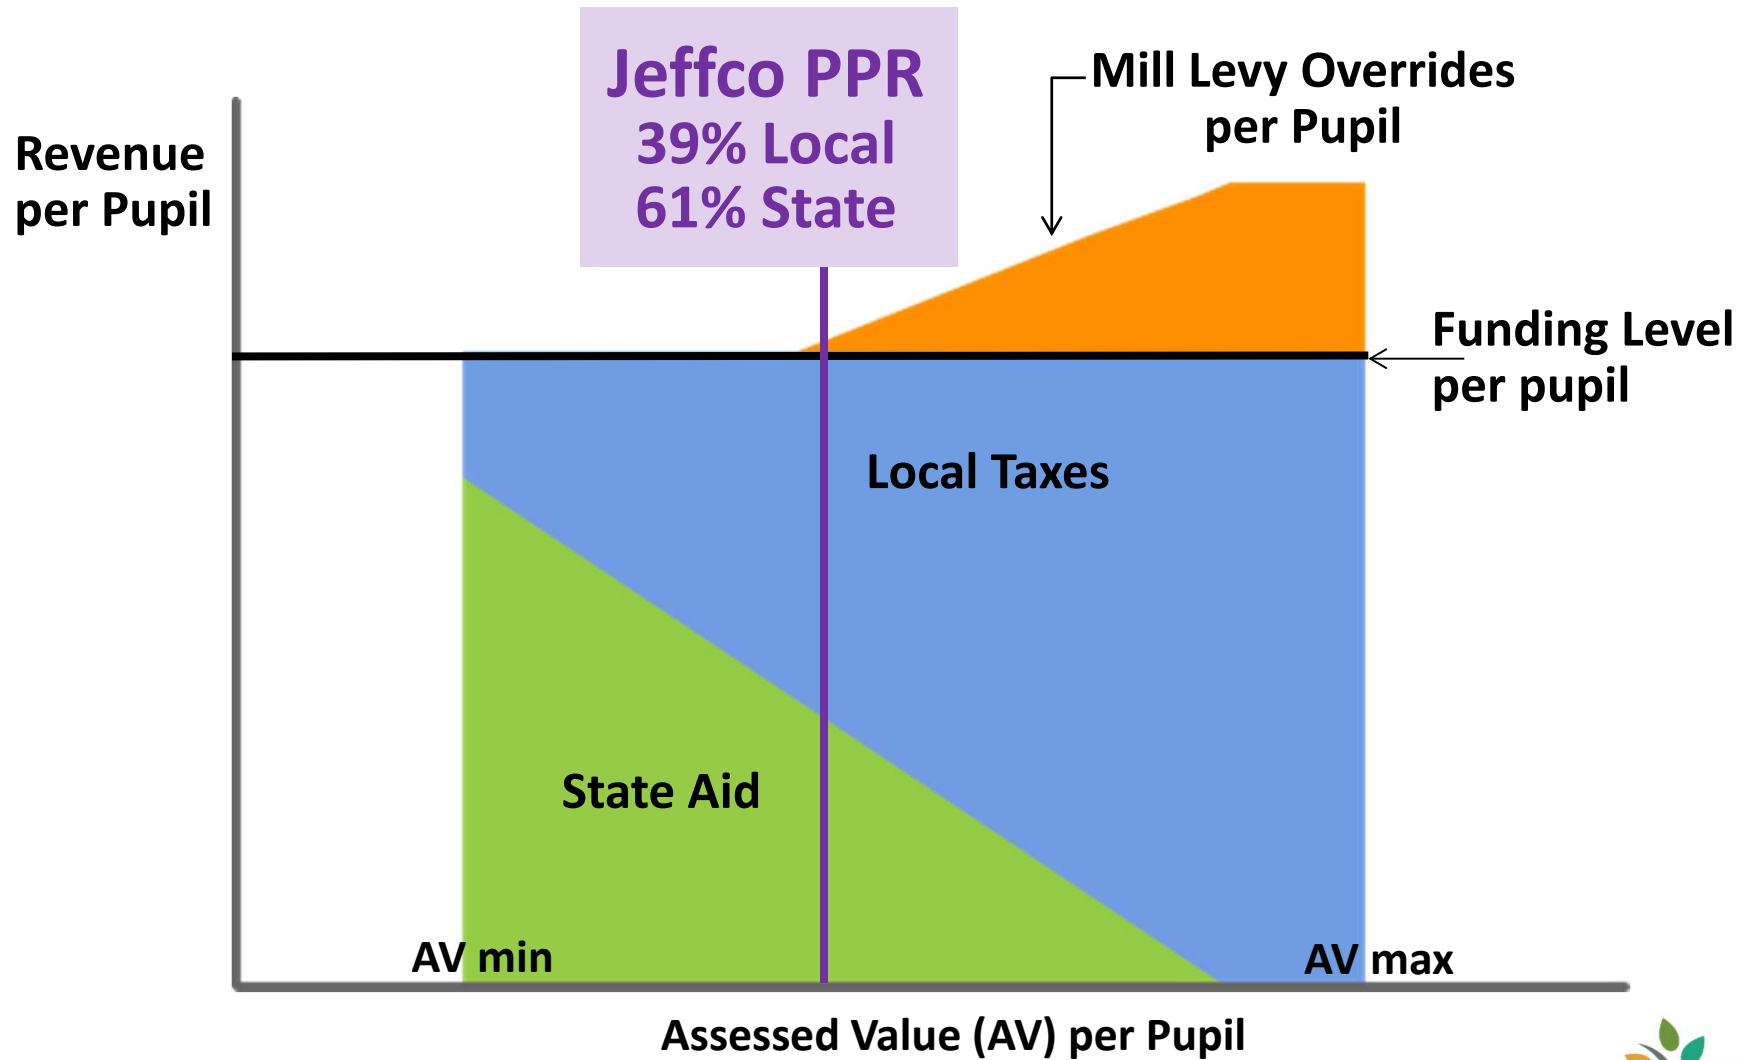 Jeffco PPR
39% Local
61% State
Mill Levy Overrides
per Pupil
Revenue
per Pupil
Funding Level
per pupil
Local Taxes
State Aid
AV min
AV max
Assessed Value (AV) per Pupil